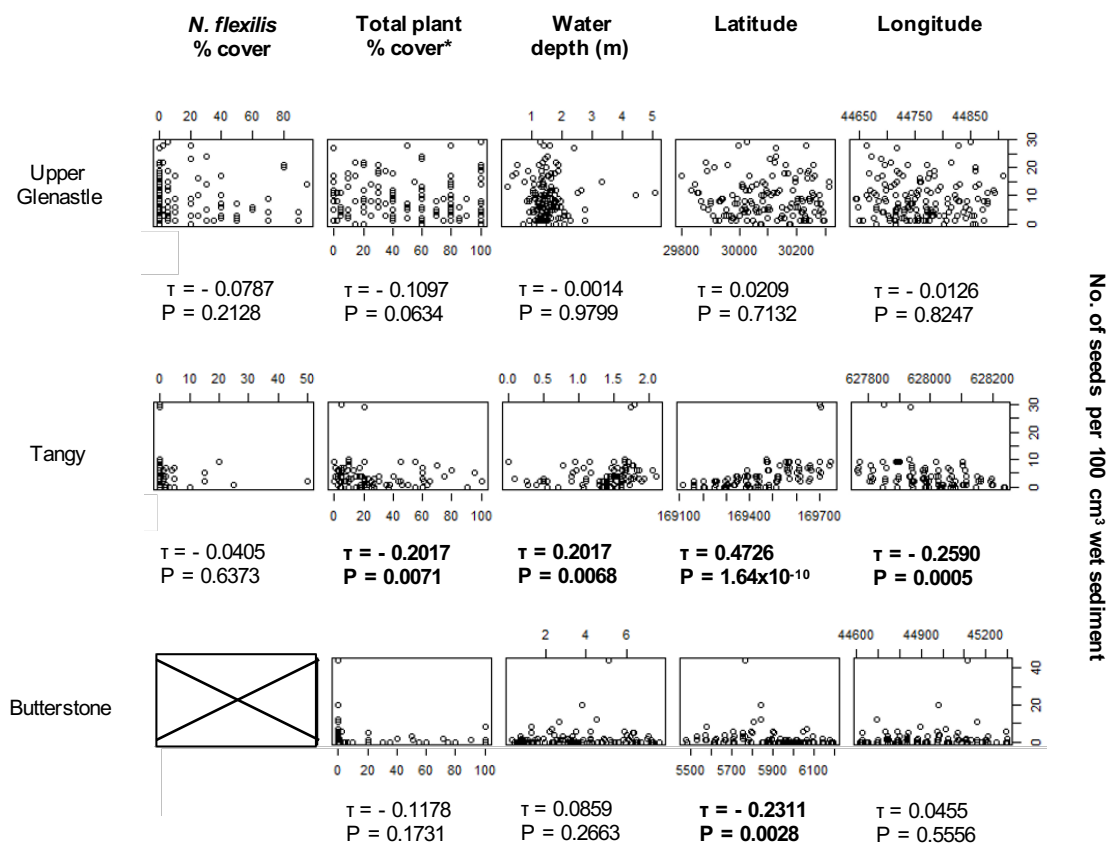 N. flexilis
% cover
Total plant
% cover*
Water
depth (m)
Latitude
Longitude
0 20 40 60 80
1 2 3 4 5
44650 44750 44850
Upper
Glenastle
0 10 20 30
0 20 40 60 80 100
29800 30000 30200
τ = - 0.0787
P = 0.2128
τ = - 0.1097
P = 0.0634
τ = - 0.0014
P = 0.9799
τ = 0.0209
P = 0.7132
τ = - 0.0126
P = 0.8247
No. of seeds per 100 cm³ wet sediment
0 10 20 30 40 50
0.0 0.5 1.0 1.5 2.0
627800 628000 628200
Tangy
0 10 20 30
0 20 40 60 80 100
169100 169400 169700
τ = - 0.0405
P = 0.6373
τ = - 0.2017
P = 0.0071
τ = 0.2017
P = 0.0068
τ = 0.4726
P = 1.64x10⁻¹⁰
τ = - 0.2590
P = 0.0005
2 4 6
44600 44900 45200
Butterstone
0 20 40
0 20 40 60 80 100
5500 5700 5900 6100
τ = - 0.1178
P = 0.1731
τ = 0.0859
P = 0.2663
τ = - 0.2311
P = 0.0028
τ = 0.0455
P = 0.5556